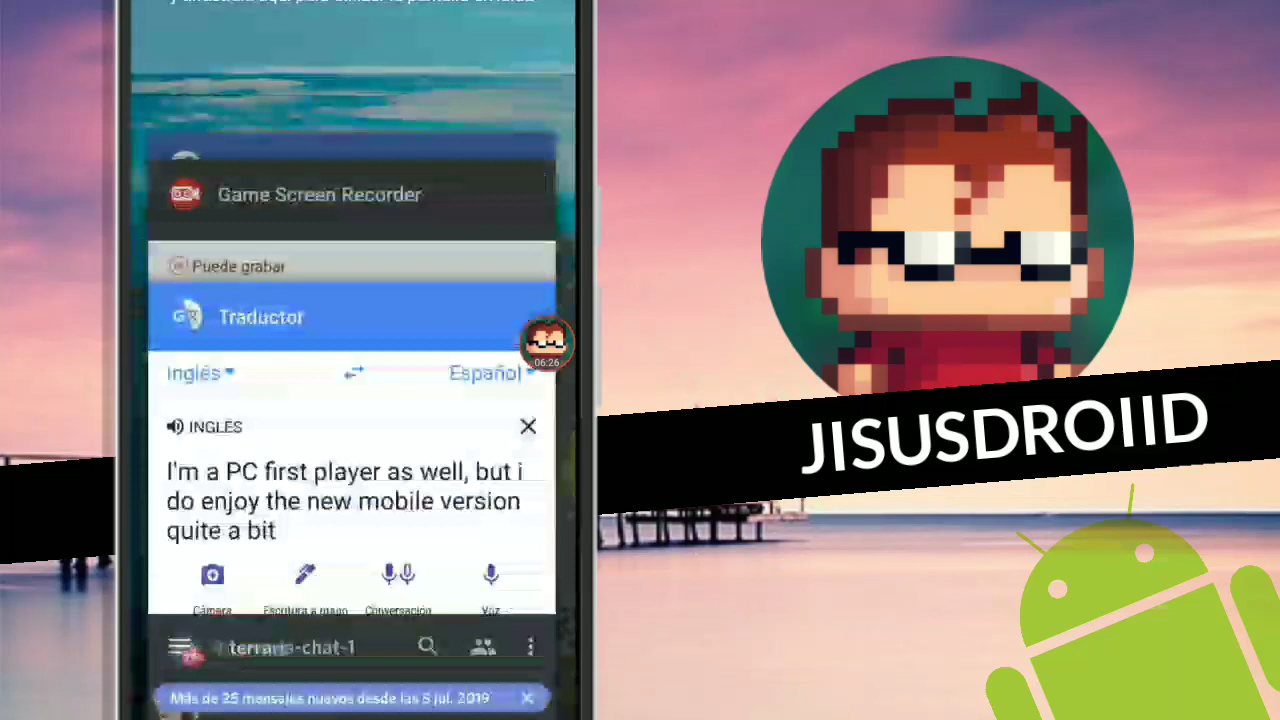 Game Screen Recorder
Puede grabar
Traductor
Inglés
Español
06:26
INGLÉS
I'm a PC first player as well, but i
do enjoy the new mobile version
quite a bit
Cámara
Escritura a mano
Conversación
Voz
terraria-chat-1
Más de 25 mensajes nuevos desde las 5 jul. 2019
JISUSDROIID